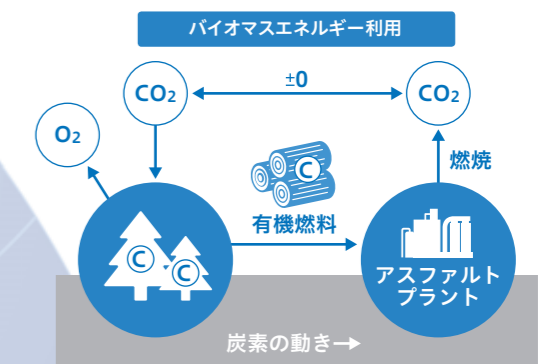 バイオマスエネルギー利用
CO₂
±0
CO₂
O₂
燃焼
C
有機燃料
C
C
アスファルト
プラント
炭素の動き→